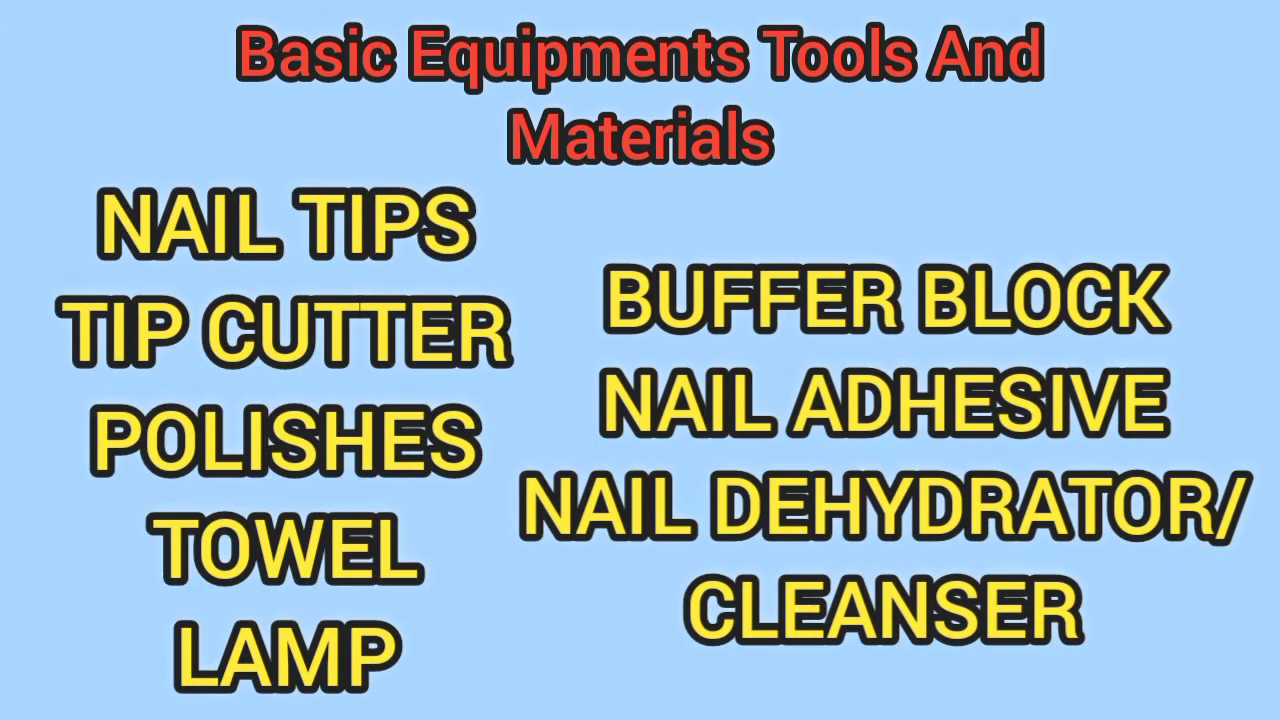 Basic Equipments Tools And
Materials
NAIL TIPS
TIP CUTTER
POLISHES
TOWEL
LAMP
BUFFER BLOCK
NAIL ADHESIVE
NAIL DEHYDRATOR/
CLEANSER